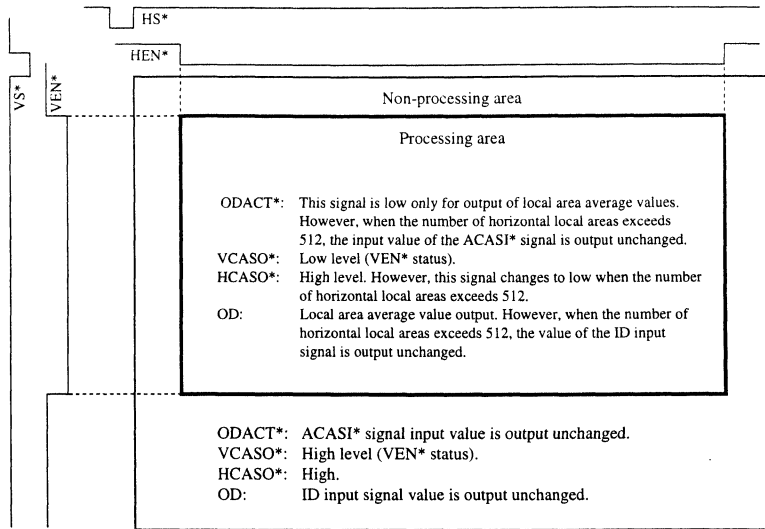 HS*
HEN*
VS*
VEN*
Non-processing area
Processing area
ODACT*: This signal is low only for output of local area average values.
However, when the number of horizontal local areas exceeds
512, the input value of the ACASI* signal is output unchanged.
VCASO*: Low level (VEN* status).
HCASO*: High level. However, this signal changes to low when the number
of horizontal local areas exceeds 512.
OD: Local area average value output. However, when the number of
horizontal local areas exceeds 512, the value of the ID input
signal is output unchanged.
ODACT*: ACASI* signal input value is output unchanged.
VCASO*: High level (VEN* status).
HCASO*: High.
OD: ID input signal value is output unchanged.